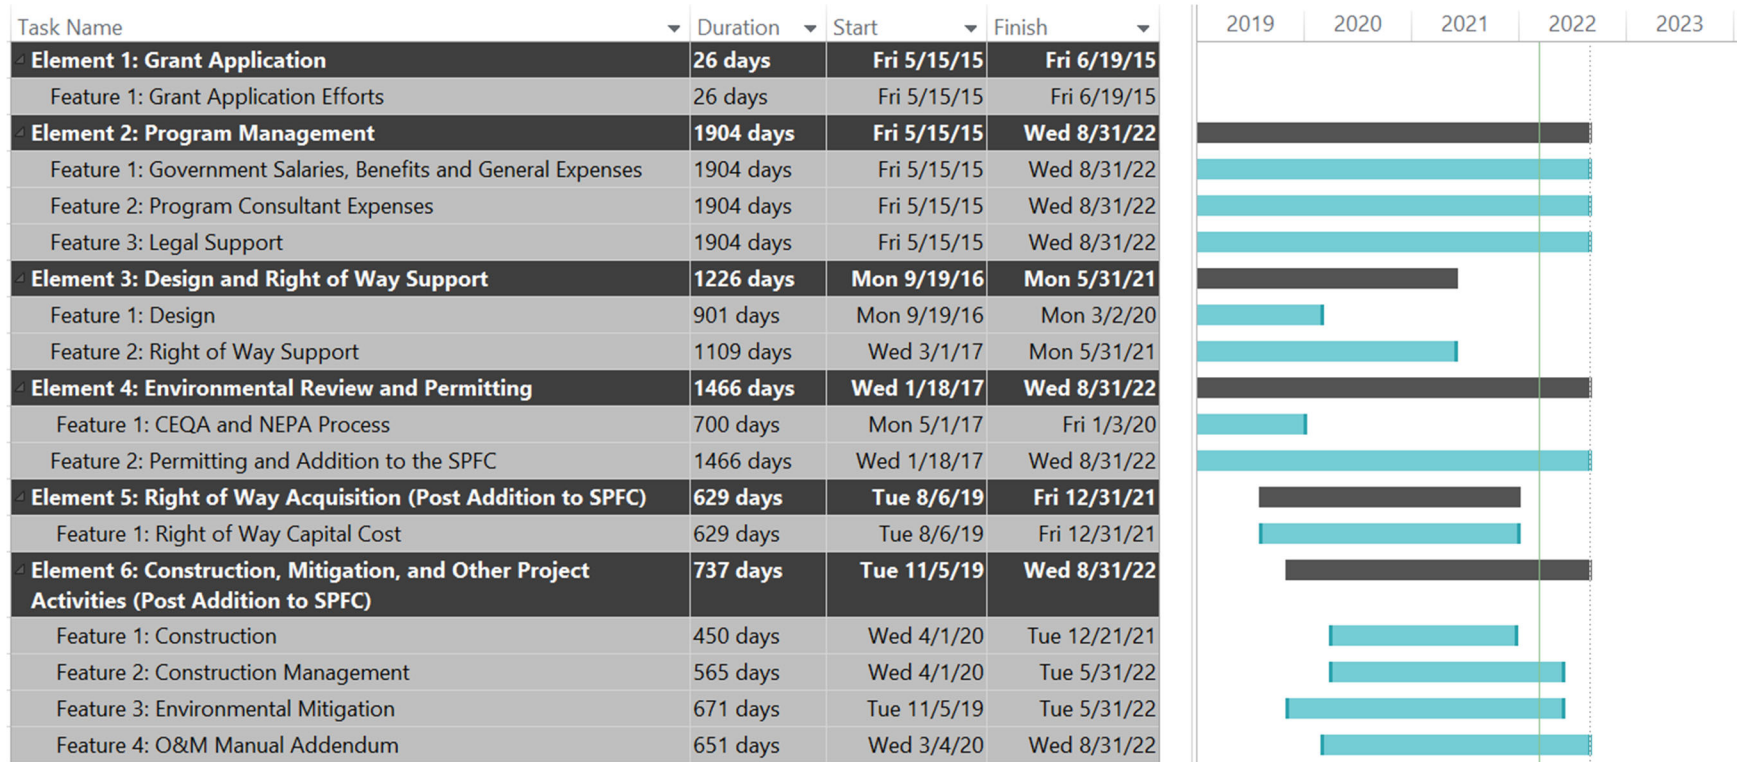 Task Name Duration Start Finish 2019 2020 2021 2022 2023
Element 1: Grant Application 26 days Fri 5/15/15 Fri 6/19/15
Feature 1: Grant Application Efforts 26 days Fri 5/15/15 Fri 6/19/15
Element 2: Program Management 1904 days Fri 5/15/15 Wed 8/31/22
Feature 1: Government Salaries, Benefits and General Expenses 1904 days Fri 5/15/15 Wed 8/31/22
Feature 2: Program Consultant Expenses 1904 days Fri 5/15/15 Wed 8/31/22
Feature 3: Legal Support 1904 days Fri 5/15/15 Wed 8/31/22
Element 3: Design and Right of Way Support 1226 days Mon 9/19/16 Mon 5/31/21
Feature 1: Design 901 days Mon 9/19/16 Mon 3/2/20
Feature 2: Right of Way Support 1109 days Wed 3/1/17 Mon 5/31/21
Element 4: Environmental Review and Permitting 1466 days Wed 1/18/17 Wed 8/31/22
Feature 1: CEQA and NEPA Process 700 days Mon 5/1/17 Fri 1/3/20
Feature 2: Permitting and Addition to the SPFC 1466 days Wed 1/18/17 Wed 8/31/22
Element 5: Right of Way Acquisition (Post Addition to SPFC) 629 days Tue 8/6/19 Fri 12/31/21
Feature 1: Right of Way Capital Cost 629 days Tue 8/6/19 Fri 12/31/21
Element 6: Construction, Mitigation, and Other Project 737 days Tue 11/5/19 Wed 8/31/22
Activities (Post Addition to SPFC)
Feature 1: Construction 450 days Wed 4/1/20 Tue 12/21/21
Feature 2: Construction Management 565 days Wed 4/1/20 Tue 5/31/22
Feature 3: Environmental Mitigation 671 days Tue 11/5/19 Tue 5/31/22
Feature 4: O&M Manual Addendum 651 days Wed 3/4/20 Wed 8/31/22